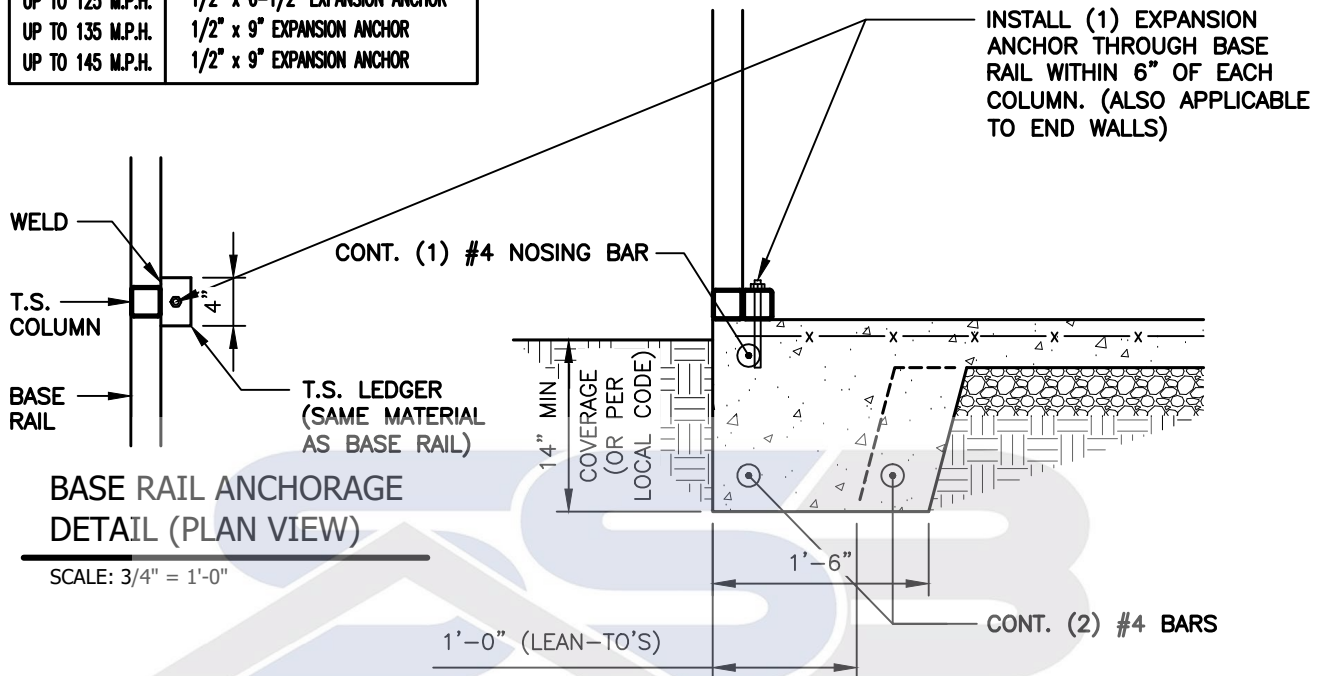 UP TO 125 M.P.H. 1/2" x 6-1/2" EXPANSION ANCHOR
UP TO 135 M.P.H. 1/2" x 9" EXPANSION ANCHOR
UP TO 145 M.P.H. 1/2" x 9" EXPANSION ANCHOR
INSTALL (1) EXPANSION
ANCHOR THROUGH BASE
RAIL WITHIN 6" OF EACH
COLUMN. (ALSO APPLICABLE
TO END WALLS)
WELD
T.S.
COLUMN
BASE
RAIL
4"
T.S. LEDGER
(SAME MATERIAL
AS BASE RAIL)
BASE RAIL ANCHORAGE
DETAIL (PLAN VIEW)
SCALE: 3/4" = 1'-0"
CONT. (1) #4 NOSING BAR
x x x x
14" MIN
COVERAGE
(OR PER
LOCAL CODE)
1'-6"
1'-0" (LEAN-TO'S)
CONT. (2) #4 BARS
SSB